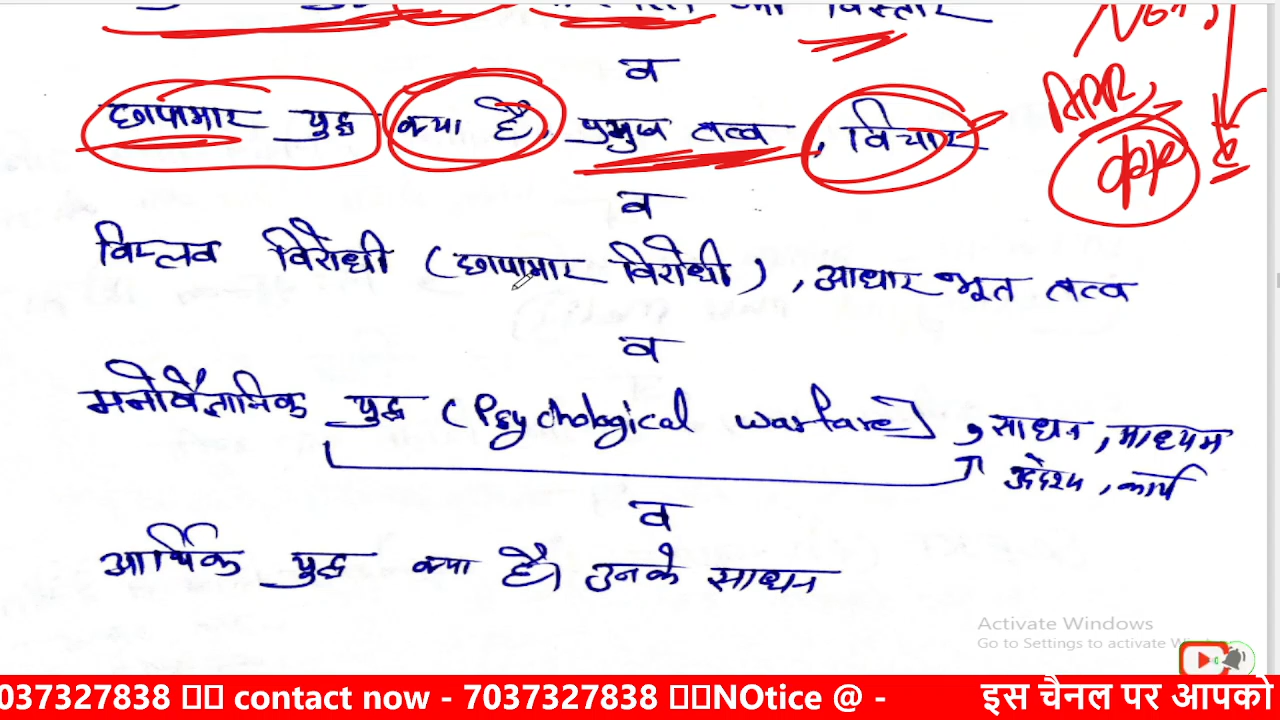 विस्तार
व
छापामार युद्ध क्या है, प्रमुख तत्व, विचार
व
विप्लव विरोधी (छापामार विरोधी), आधारभूत तत्व
व
मनोवैज्ञानिक युद्ध (Psychological warfare), साधन, माध्यम
उद्देश्य, कार्य
व
आर्थिक युद्ध क्या है, उनके साधन
Activate Windows
Go to Settings to activate
037327838 contact now - 7037327838 NOtice @ - इस चैनल पर आपको